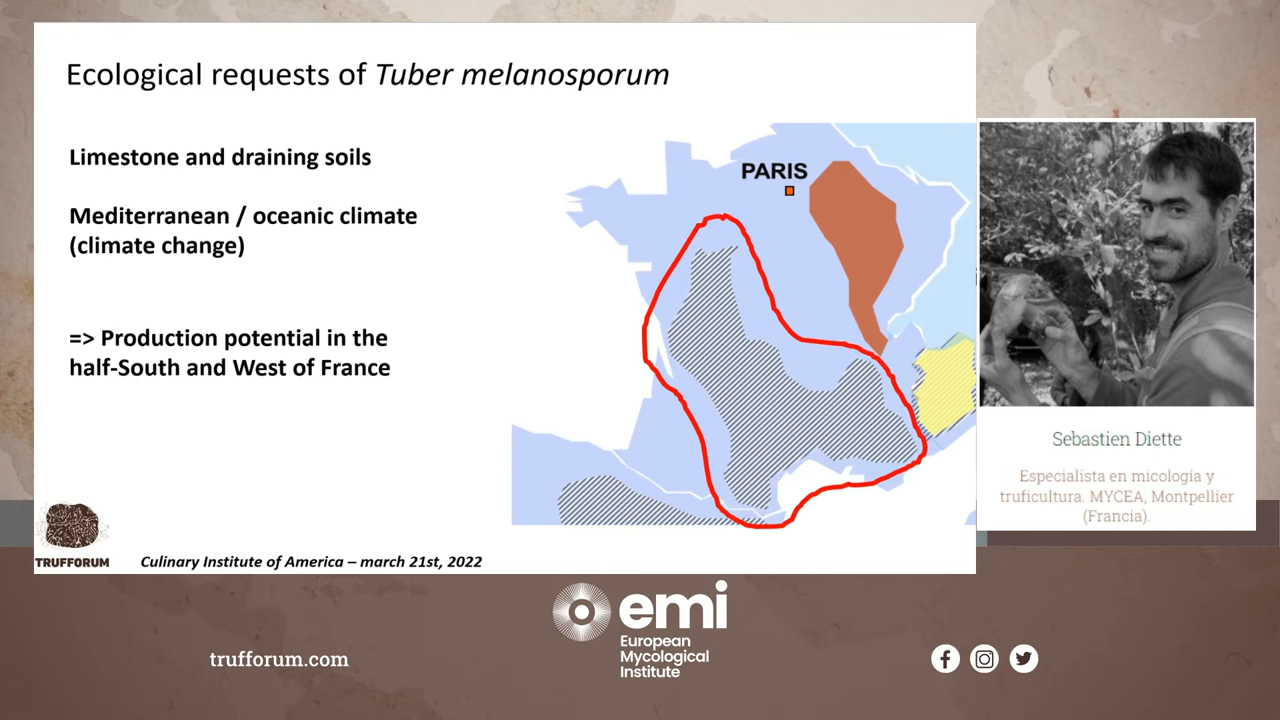 Ecological requests of Tuber melanosporum
Limestone and draining soils
Mediterranean / oceanic climate
(climate change)
=> Production potential in the
half-South and West of France
PARIS
TRUFFORUM
Culinary Institute of America – march 21st, 2022
Sebastien Diette
Especialista en micología y
truficultura. MYCEA, Montpellier
(Francia).
trufforum.com
emi
European
Mycological
Institute